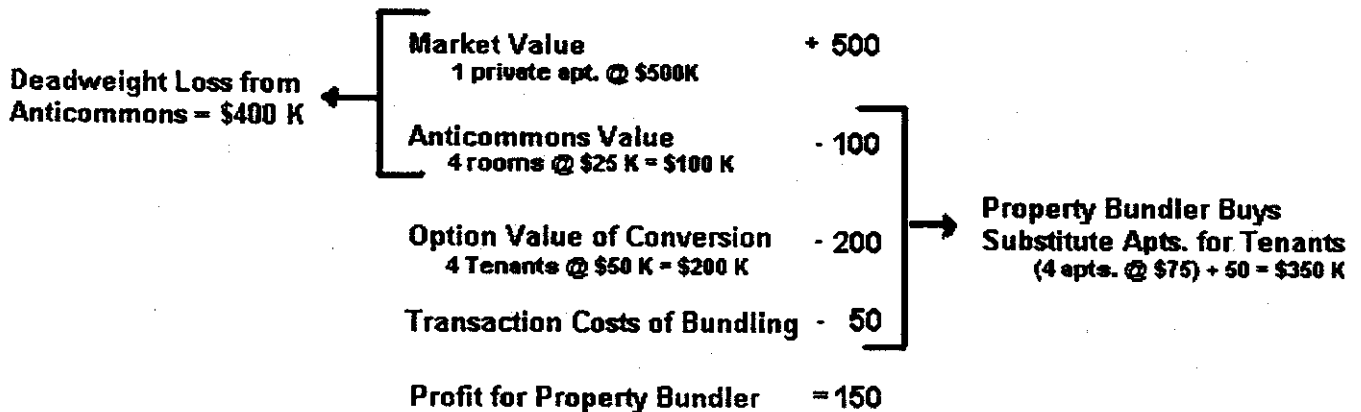 Market Value + 500
1 private apt. @ $500K
Deadweight Loss from
Anticommons = $400 K
Anticommons Value - 100
4 rooms @ $25 K = $100 K
Property Bundler Buys
Substitute Apts. for Tenants
(4 apts. @ $75) + 50 = $350 K
Option Value of Conversion - 200
4 Tenants @ $50 K = $200 K
Transaction Costs of Bundling - 50
Profit for Property Bundler = 150